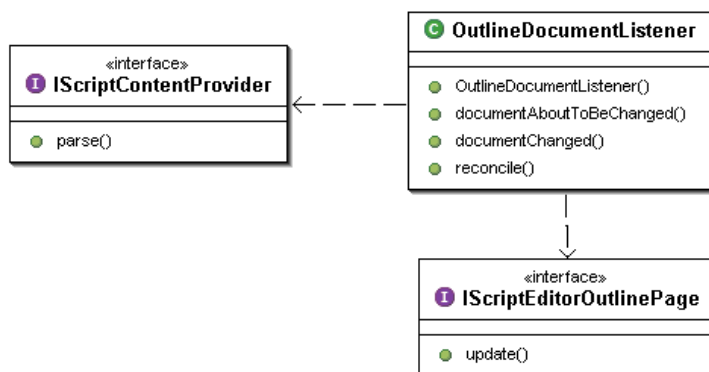 «interface»
I IScriptContentProvider
parse()
C OutlineDocumentListener
OutlineDocumentListener()
documentAboutToBeChanged()
documentChanged()
reconcile()
«interface»
I IScriptEditorOutlinePage
update()